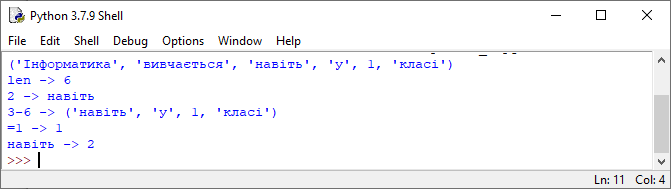 Python 3.7.9 Shell
File Edit Shell Debug Options Window Help
('Інформатика', 'вивчається', 'навіть', 'у', 1, 'класі')
len -> 6
2 -> навіть
3-6 -> ('навіть', 'у', 1, 'класі')
=1 -> 1
навіть -> 2
>>>
Ln: 11 Col: 4